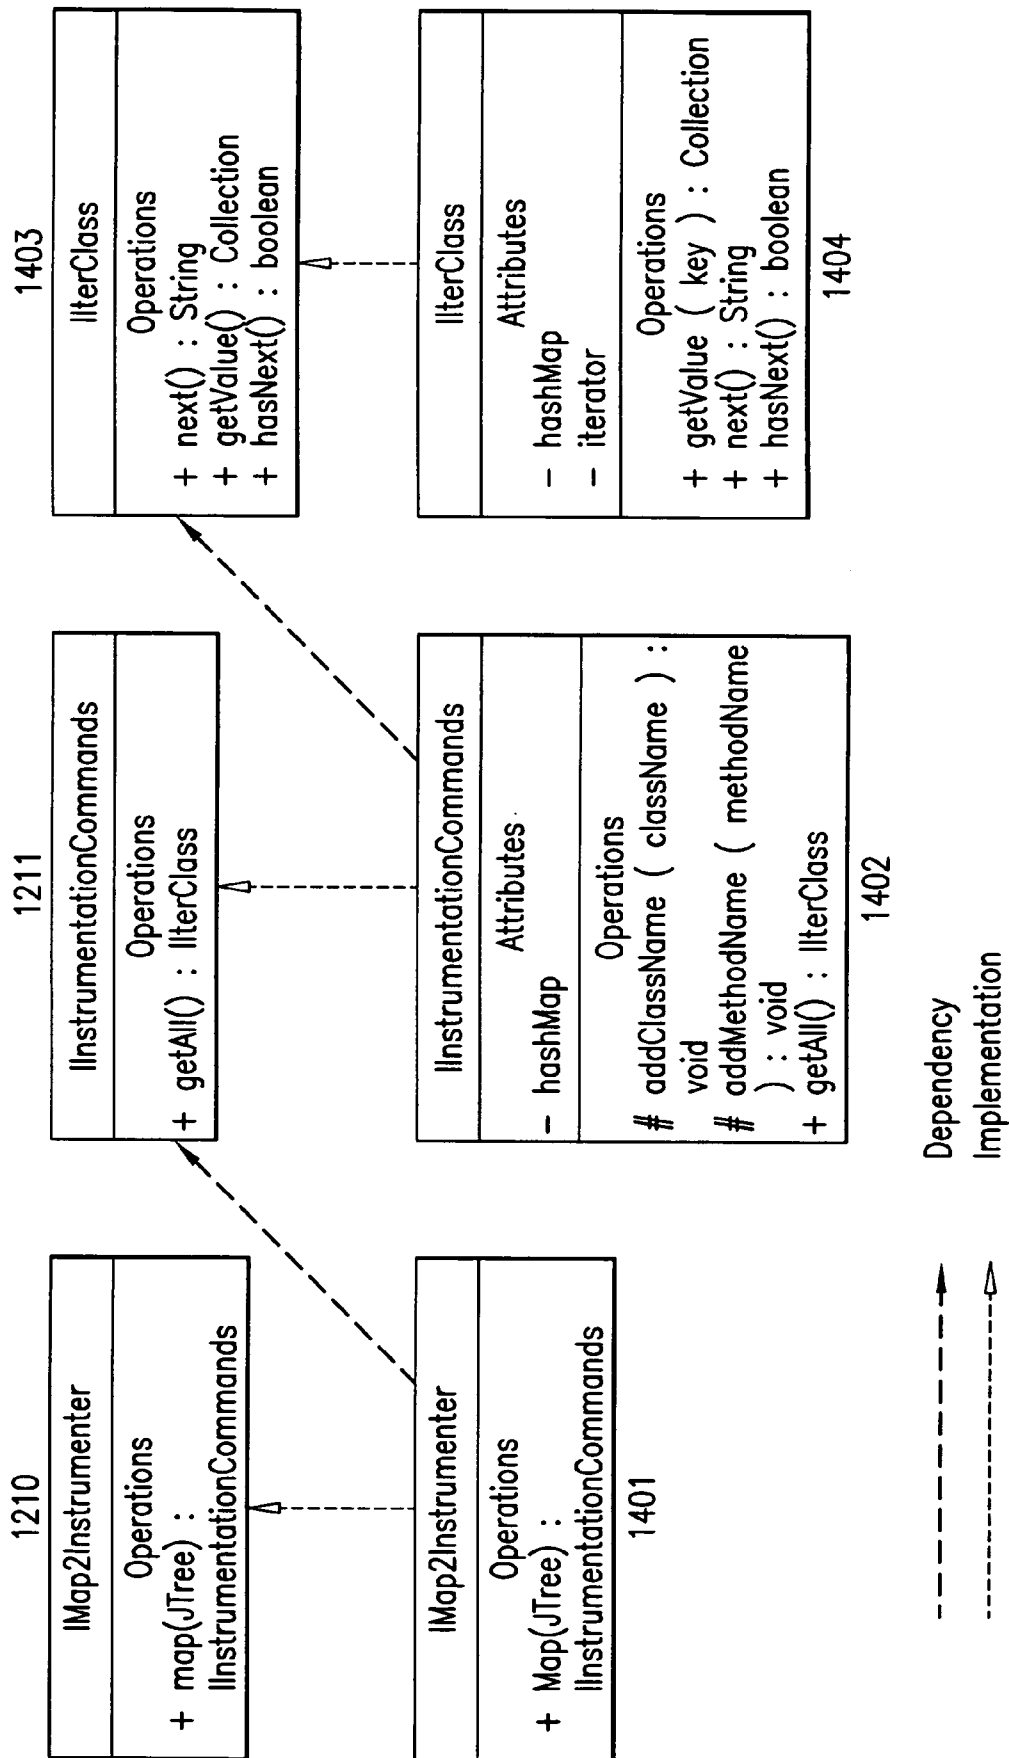 1210
IMap2Instrumenter
Operations
+ map(JTree) :
IInstrumentationCommands
IMap2Instrumenter
Operations
+ Map(JTree) :
IInstrumentationCommands
1401
1211
IInstrumentationCommands
Operations
+ getAll() : IIterClass
IInstrumentationCommands
Attributes
- hashMap
Operations
# addClassName ( className ) :
void
# addMethodName ( methodName
) : void
+ getAll() : IIterClass
1402
1403
IIterClass
Operations
+ next() : String
+ getValue() : Collection
+ hasNext() : boolean
IIterClass
Attributes
- hashMap
- iterator
Operations
+ getValue ( key ) : Collection
+ next() : String
+ hasNext() : boolean
1404
Dependency
Implementation